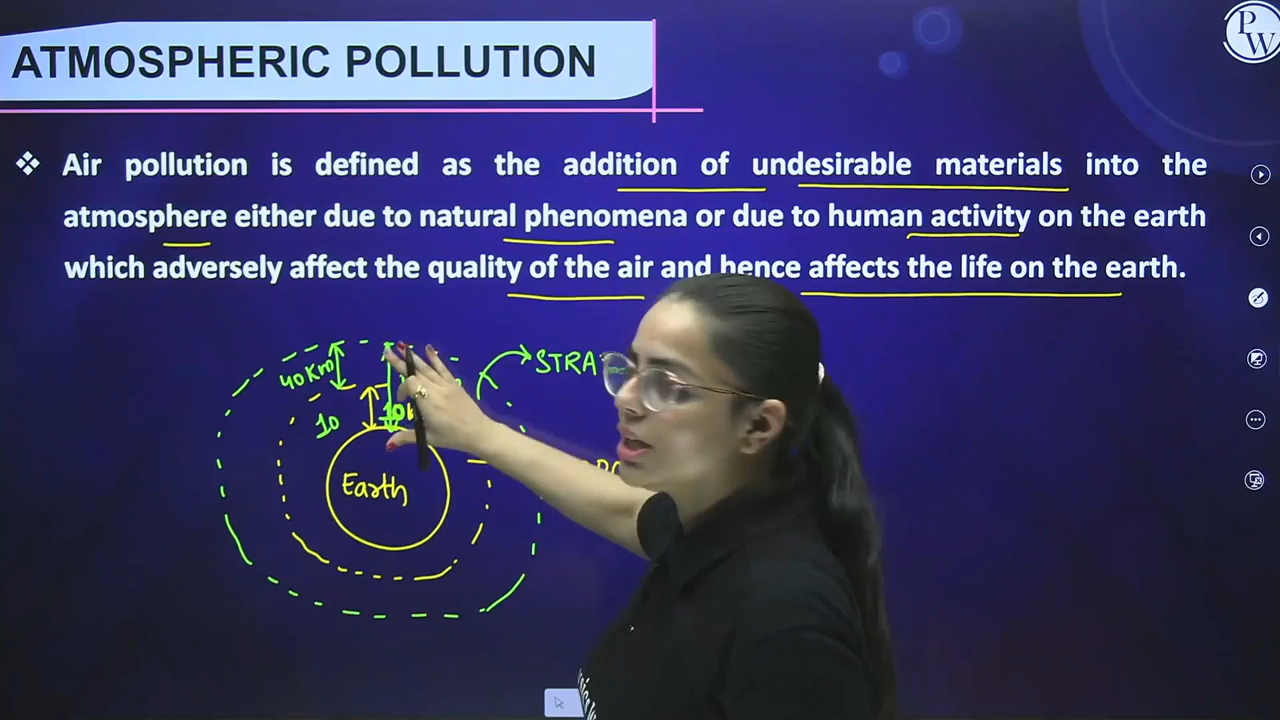 PW
ATMOSPHERIC POLLUTION
❖ Air pollution is defined as the addition of undesirable materials into the
atmosphere either due to natural phenomena or due to human activity on the earth
which adversely affect the quality of the air and hence affects the life on the earth.
STRA
40Km
10
Earth